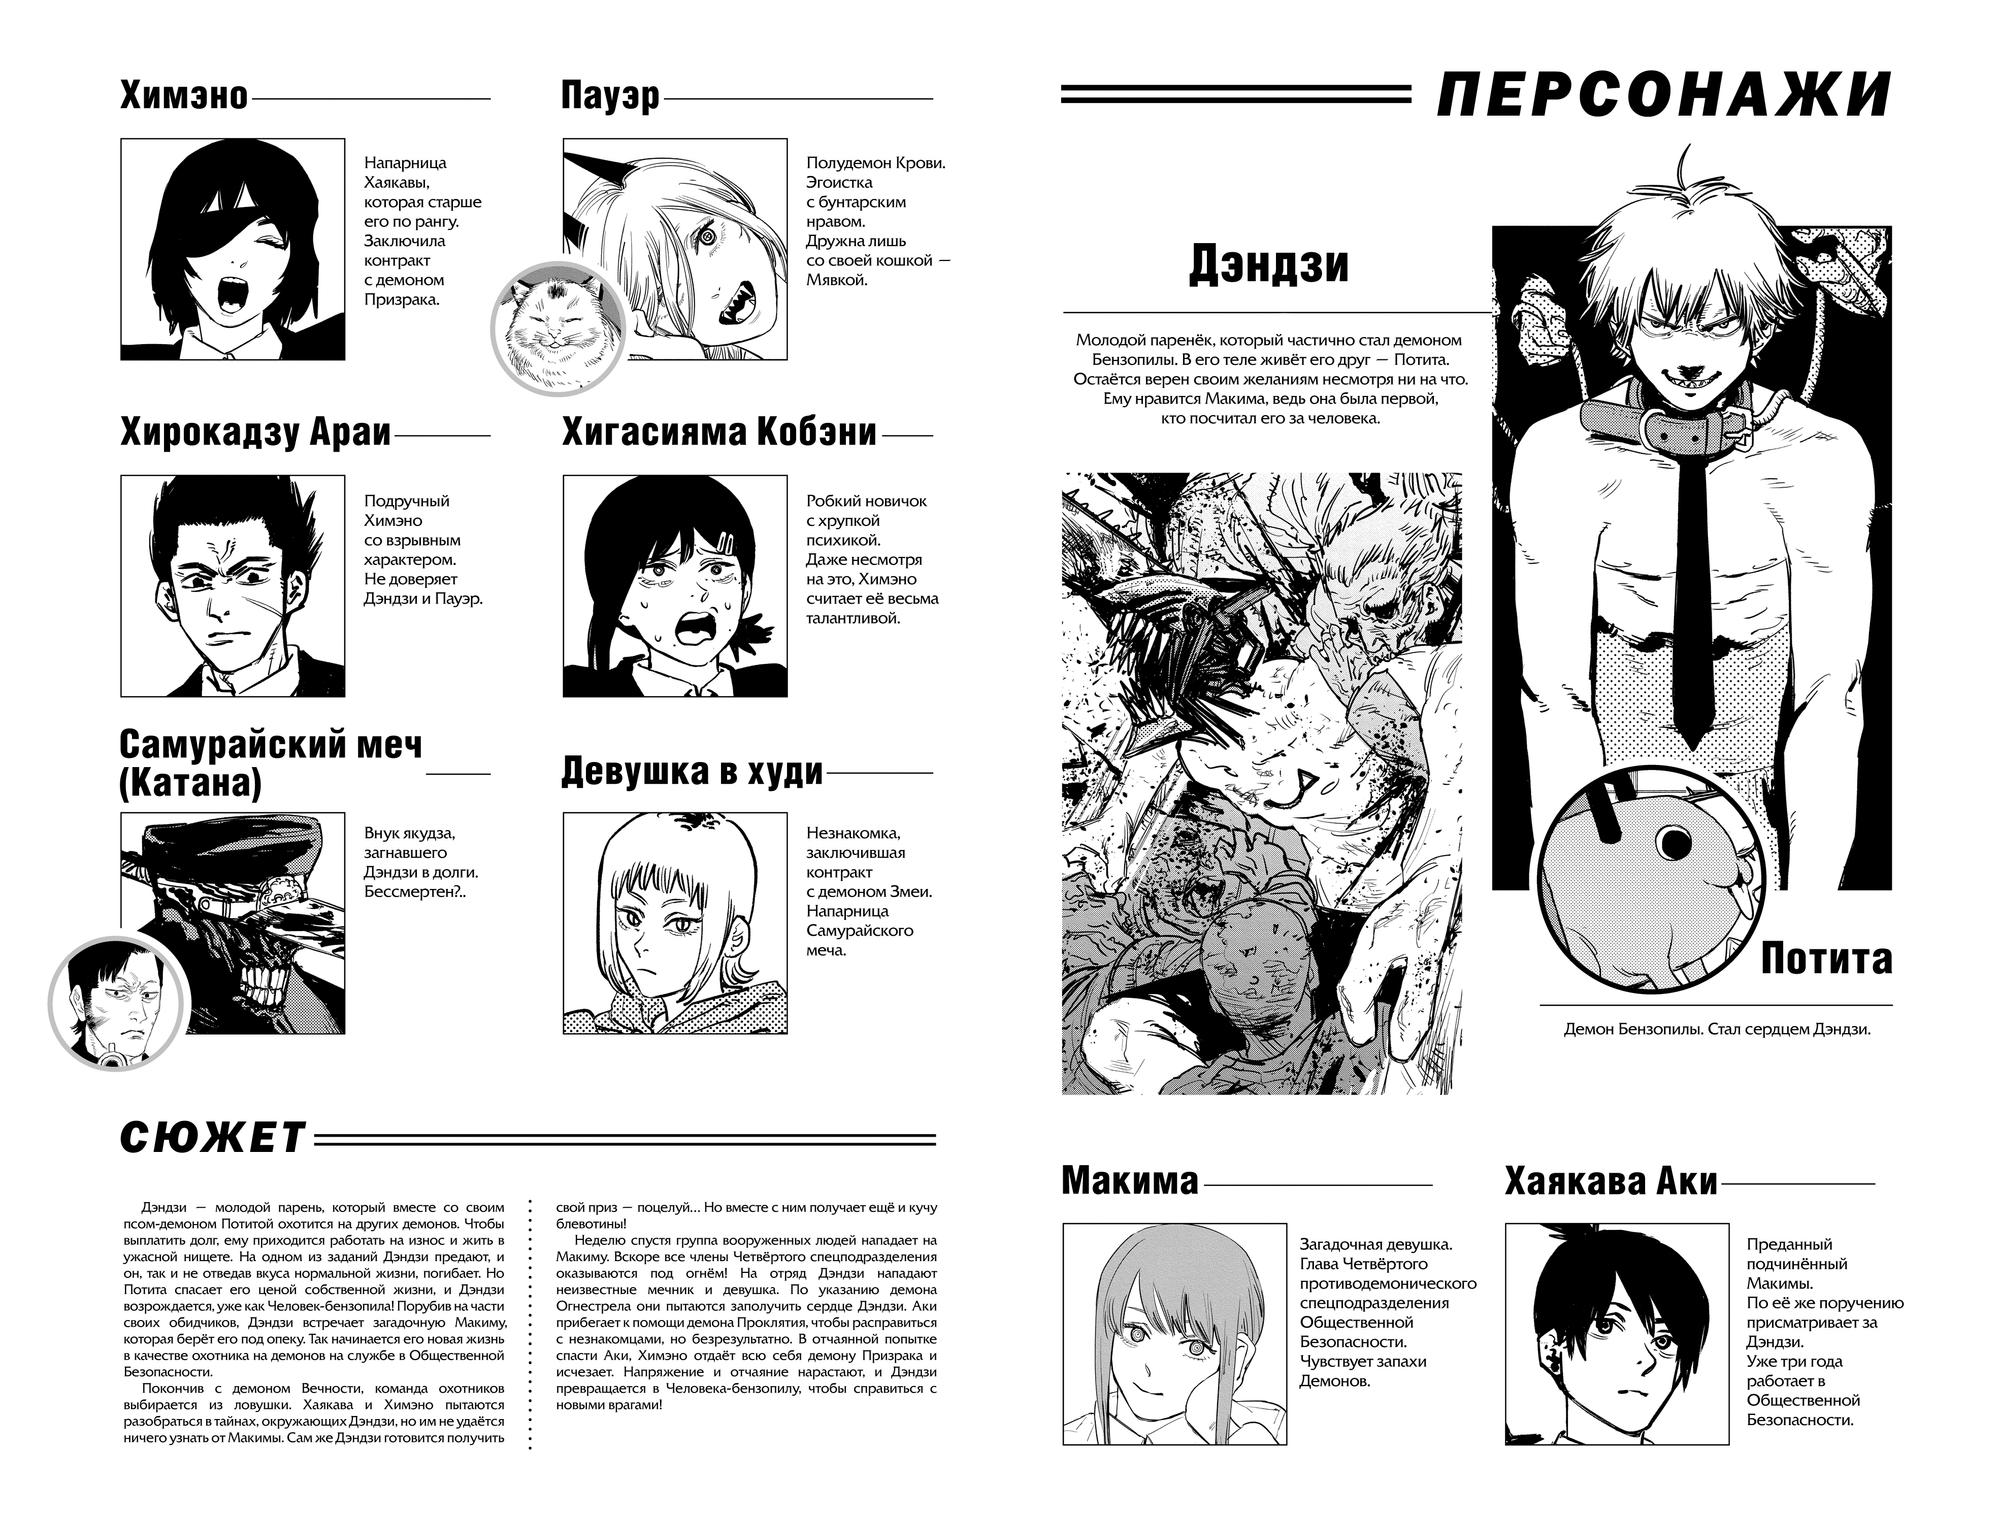 ПЕРСОНАЖИ
Дэндзи
Молодой паренёк, который частично стал демоном
Бензопилы. В его теле живёт его друг — Потита.
Остаётся верен своим желаниям несмотря ни на что.
Ему нравится Макима, ведь она была первой,
кто посчитал его за человека.
Потита
Демон Бензопилы. Стал сердцем Дэндзи.
Макима
Загадочная девушка.
Глава Четвёртого
противодемонического
спецподразделения
Общественной
Безопасности.
Чувствует запахи
Демонов.
Хаякава Аки
Преданный
подчинённый
Макимы.
По её же поручению
присматривает за
Дэндзи.
Уже три года
работает в
Общественной
Безопасности.
Химэно
Напарница
Хаякавы,
которая старше
его по рангу.
Заключила
контракт
с демоном
Призрака.
Пауэр
Полудемон Крови.
Эгоистка
с бунтарским
нравом.
Дружна лишь
со своей кошкой —
Мявкой.
Хирокадзу Араи
Подручный
Химэно
со взрывным
характером.
Не доверяет
Дэндзи и Пауэр.
Хигасияма Кобэни
Робкий новичок
с хрупкой
психикой.
Даже несмотря
на это, Химэно
считает её весьма
талантливой.
Самурайский меч
(Катана)
Внук якудза,
загнавшего
Дэндзи в долги.
Бессмертен?..
Девушка в худи
Незнакомка,
заключившая
контракт
с демоном Змеи.
Напарница
Самурайского
меча.
СЮЖЕТ
Дэндзи — молодой парень, который вместе со своим
псом-демоном Потитой охотится на других демонов. Чтобы
выплатить долг, ему приходится работать на износ и жить в
ужасной нищете. На одном из заданий Дэндзи предают, и
он, так и не отведав вкуса нормальной жизни, погибает. Но
Потита спасает его ценой собственной жизни, и Дэндзи
возрождается, уже как Человек-бензопила! Порубив на части
своих обидчиков, Дэндзи встречает загадочную Макиму,
которая берёт его под опеку. Так начинается его новая жизнь
в качестве охотника на демонов на службе в Общественной
Безопасности.
Покончив с демоном Вечности, команда охотников
выбирается из ловушки. Хаякава и Химэно пытаются
разобраться в тайнах, окружающих Дэндзи, но им не удаётся
ничего узнать от Макимы. Сам же Дэндзи готовится получить
свой приз — поцелуй... Но вместе с ним получает ещё и кучу
блевотины!
Неделю спустя группа вооруженных людей нападает на
Макиму. Вскоре все члены Четвёртого спецподразделения
оказываются под огнём! На отряд Дэндзи нападают
неизвестные мечник и девушка. По указанию демона
Огнестрела они пытаются заполучить сердце Дэндзи. Аки
прибегает к помощи демона Проклятия, чтобы расправиться
с незнакомцами, но безрезультатно. В отчаянной попытке
спасти Аки, Химэно отдаёт всю себя демону Призрака и
исчезает. Напряжение и отчаяние нарастают, и Дэндзи
превращается в Человека-бензопилу, чтобы справиться с
новыми врагами!